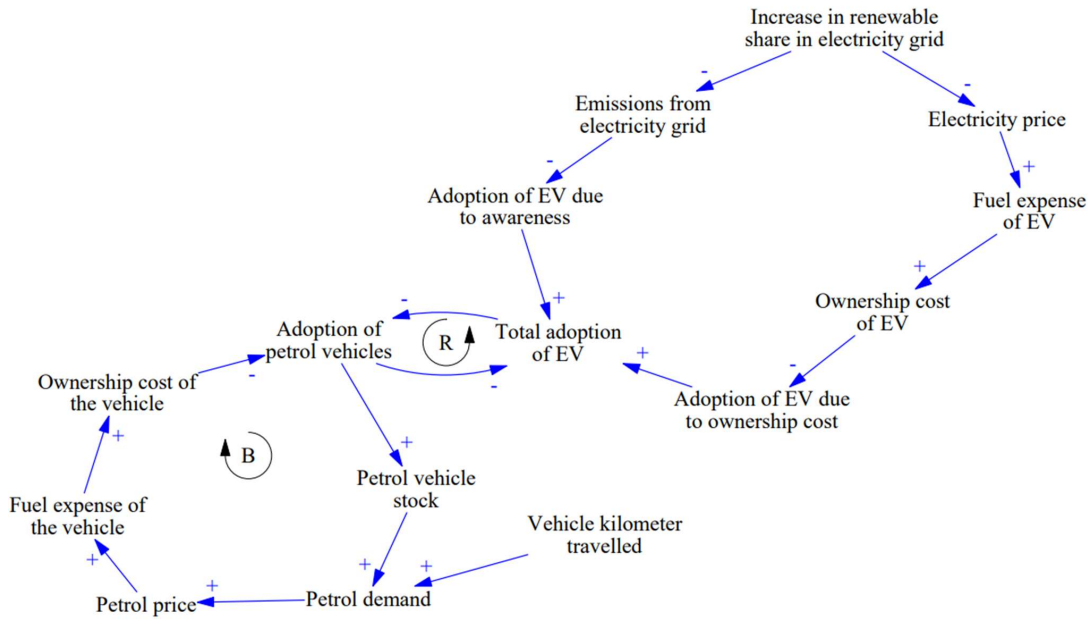 Increase in renewable
share in electricity grid
-
-
Emissions from
electricity grid
Electricity price
-
+
Adoption of EV due
to awareness
Fuel expense
of EV
+
+
Ownership cost
of EV
-
Adoption of
petrol vehicles
R
Total adoption
of EV
+
-
-
-
Ownership cost of
the vehicle
Adoption of EV due
to ownership cost
+
+
B
Petrol vehicle
stock
Fuel expense of
the vehicle
Vehicle kilometer
travelled
+
+
+
+
Petrol price
Petrol demand